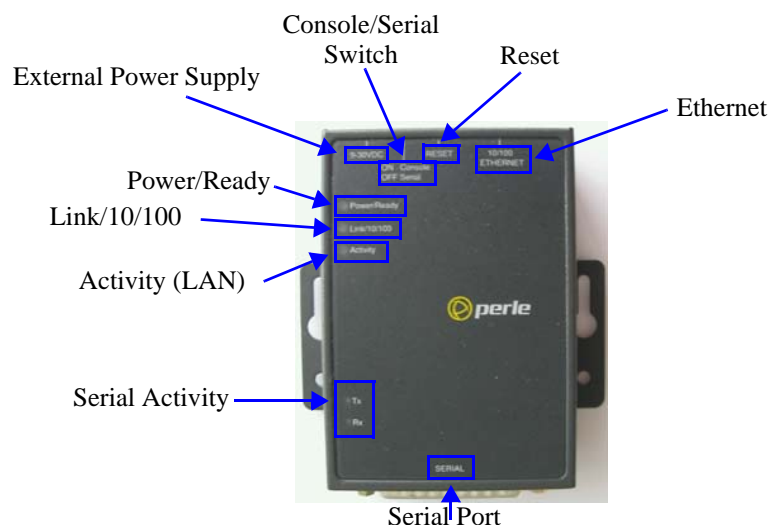 Console/Serial
Switch
Reset
External Power Supply
Ethernet
9-30VDC
RESET
10/100
ETHERNET
ON - Console
OFF Serial
Power/Ready
Power/Ready
Link/10/100
Link/10/100
Activity
Activity (LAN)
perle
Serial Activity
Tx
Rx
SERIAL
Serial Port